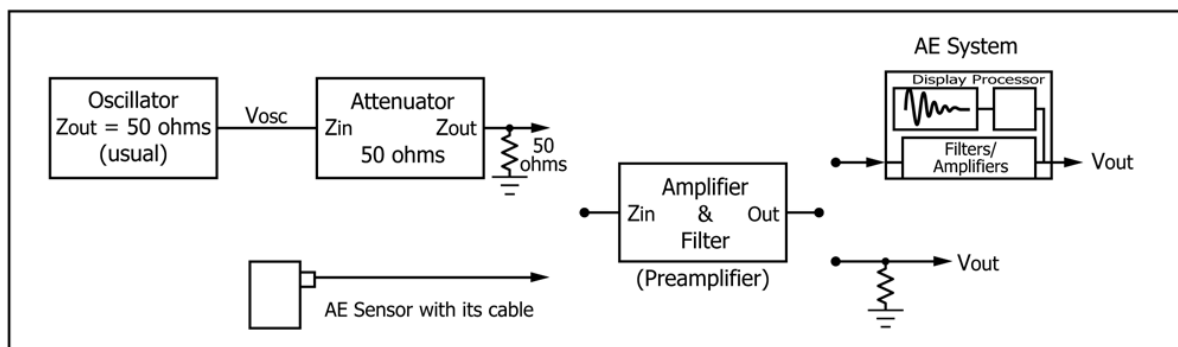 AE System
Display Processor
Oscillator
Zout = 50 ohms
(usual)
Vosc
Attenuator
Zin Zout
50 ohms
50
ohms
Filters/
Amplifiers
Vout
Amplifier
Zin & Out
Filter
(Preamplifier)
Vout
AE Sensor with its cable